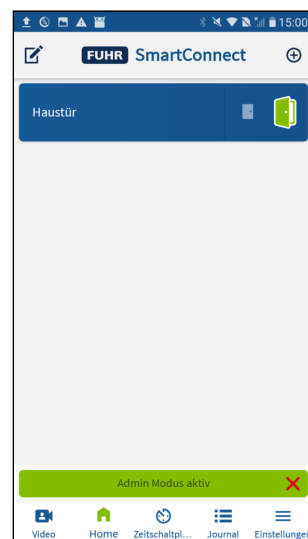 15:00
FUHR SmartConnect
Haustür
Admin Modus aktiv
Video Home Zeitschaltpl... Journal Einstellungen